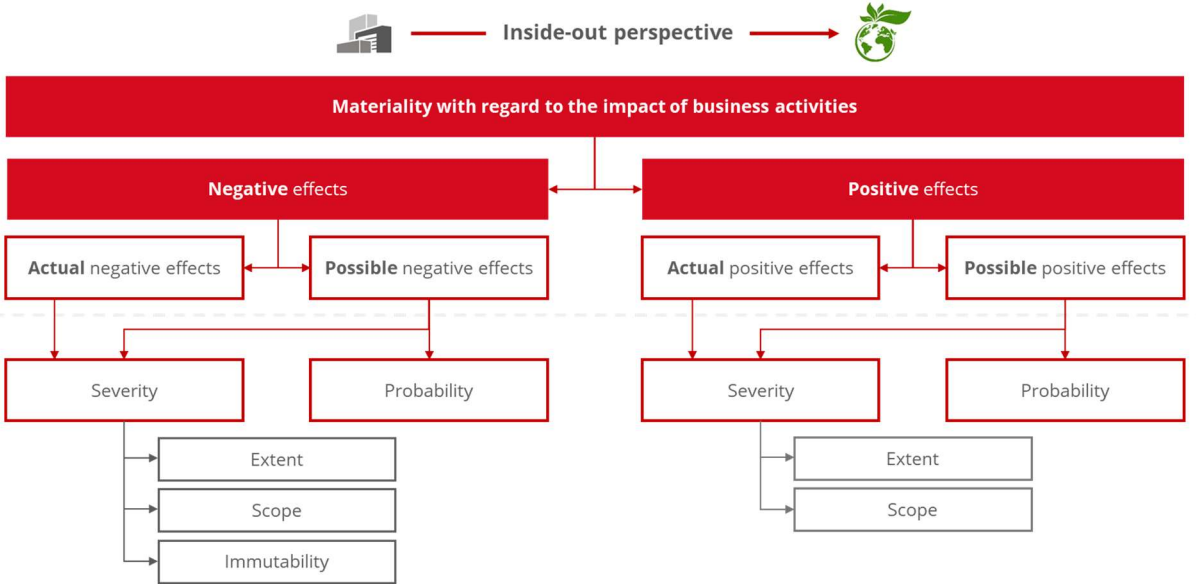 Inside-out perspective
Materiality with regard to the impact of business activities
Negative effects
Positive effects
Actual negative effects
Possible negative effects
Actual positive effects
Possible positive effects
Severity
Probability
Severity
Probability
Extent
Extent
Scope
Scope
Immutability